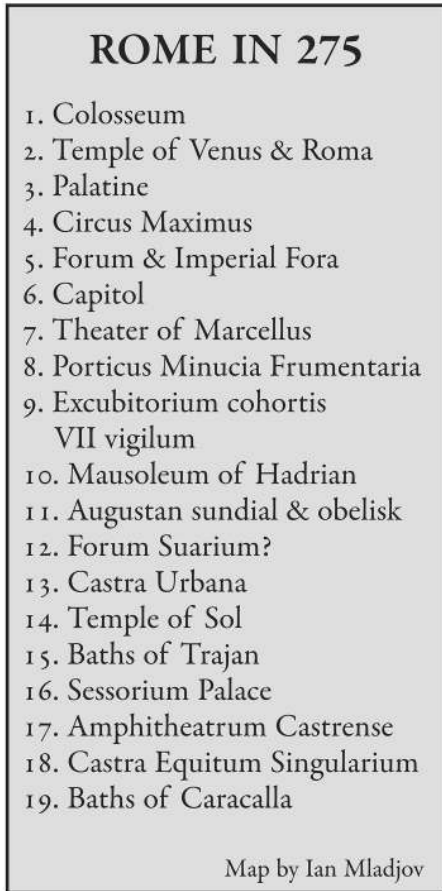 ROME IN 275
1. Colosseum
2. Temple of Venus & Roma
3. Palatine
4. Circus Maximus
5. Forum & Imperial Fora
6. Capitol
7. Theater of Marcellus
8. Porticus Minucia Frumentaria
9. Excubitorium cohortis
VII vigilum
10. Mausoleum of Hadrian
11. Augustan sundial & obelisk
12. Forum Suarium?
13. Castra Urbana
14. Temple of Sol
15. Baths of Trajan
16. Sessorium Palace
17. Amphitheatrum Castrense
18. Castra Equitum Singularium
19. Baths of Caracalla
Map by Ian Mladjov